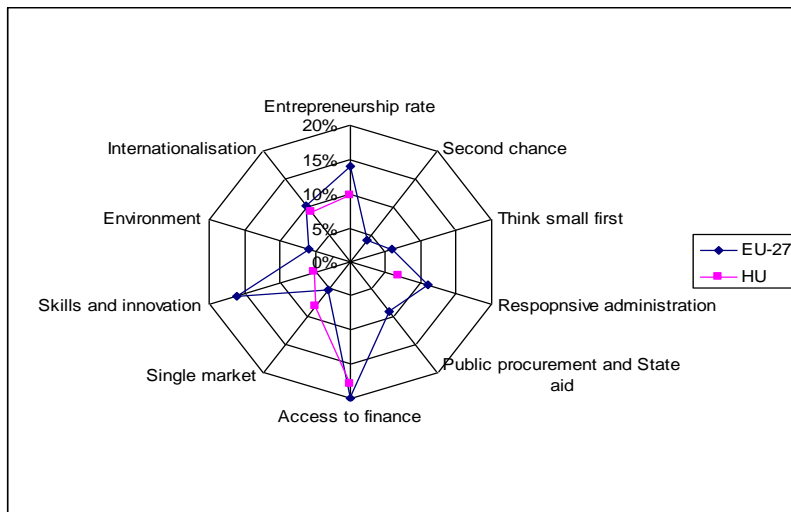 Entrepreneurship rate
20%
Internationalisation
Second chance
15%
10%
Environment
Think small first
5%
0%
EU-27
HU
Skills and innovation
Respopnsive administration
Single market
Public procurement and State
aid
Access to finance